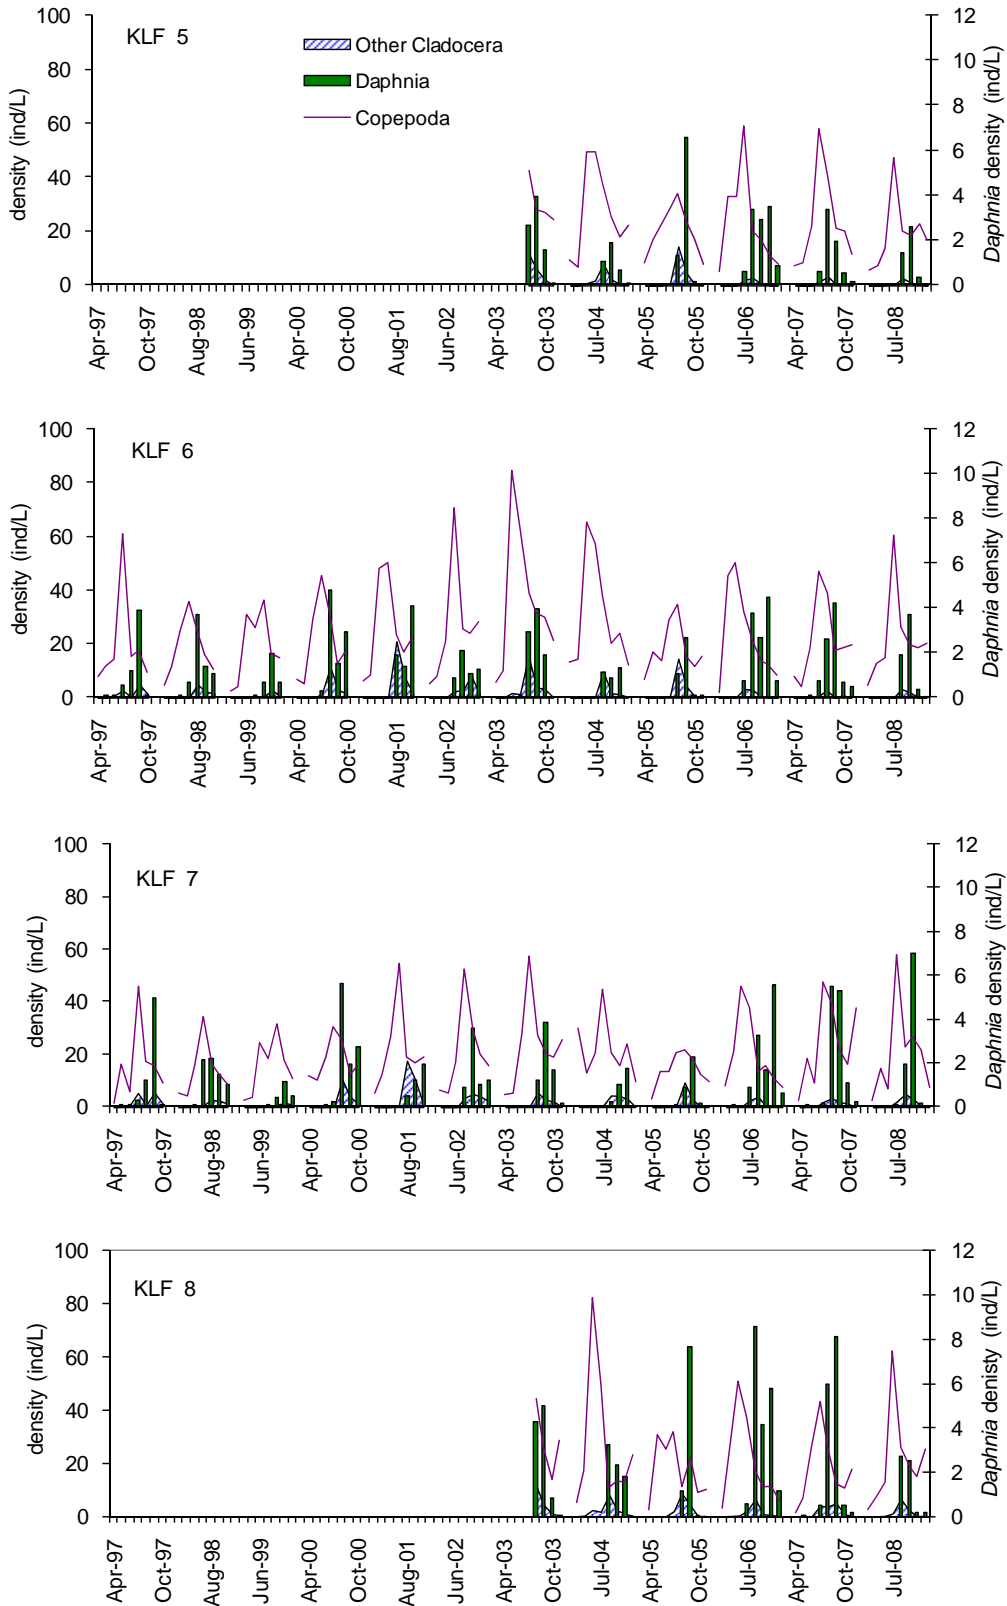 KLF 5
Other Cladocera
Daphnia
Copepoda
density (ind/L)
Daphnia density (ind/L)
100
80
60
40
20
0
12
10
8
6
4
2
0
Apr-97 Oct-97 Aug-98 Jun-99 Apr-00 Oct-00 Aug-01 Jun-02 Apr-03 Oct-03 Jul-04 Apr-05 Oct-05 Jul-06 Apr-07 Oct-07 Jul-08
KLF 6
density (ind/L)
Daphnia density (ind/L)
100
80
60
40
20
0
12
10
8
6
4
2
0
Apr-97 Oct-97 Aug-98 Jun-99 Apr-00 Oct-00 Aug-01 Jun-02 Apr-03 Oct-03 Jul-04 Apr-05 Oct-05 Jul-06 Apr-07 Oct-07 Jul-08
KLF 7
density (ind/L)
Daphnia density (ind/L)
100
80
60
40
20
0
12
10
8
6
4
2
0
Apr-97 Oct-97 Aug-98 Jun-99 Apr-00 Oct-00 Aug-01 Jun-02 Apr-03 Oct-03 Jul-04 Apr-05 Oct-05 Jul-06 Apr-07 Oct-07 Jul-08
KLF 8
density (ind/L)
Daphnia denisty (ind/L)
100
80
60
40
20
0
12
10
8
6
4
2
0
Apr-97 Oct-97 Aug-98 Jun-99 Apr-00 Oct-00 Aug-01 Jun-02 Apr-03 Oct-03 Jul-04 Apr-05 Oct-05 Jul-06 Apr-07 Oct-07 Jul-08